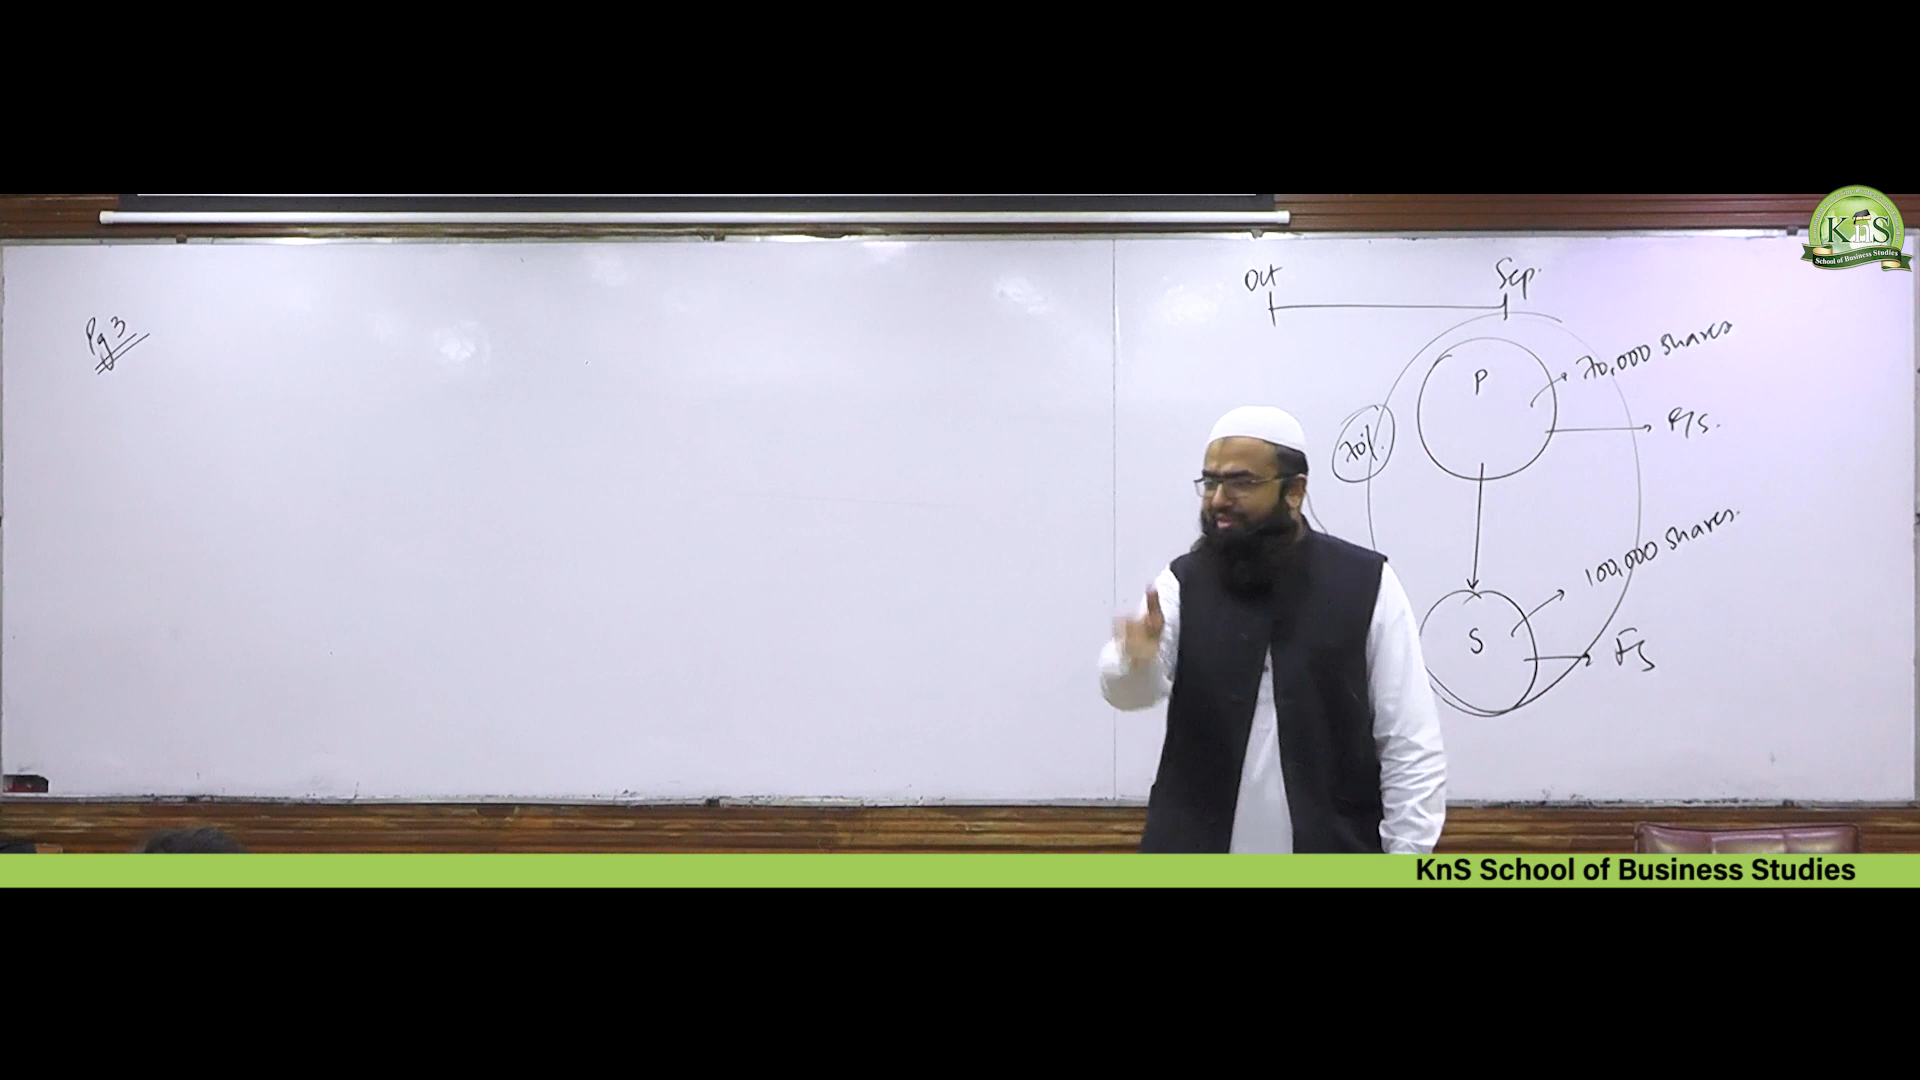 Pg 3
Oct
Sep.
P
70,000 shares
70%
F/S.
100,000 shares.
S
FS
KnS
School of Business Studies
KnS School of Business Studies